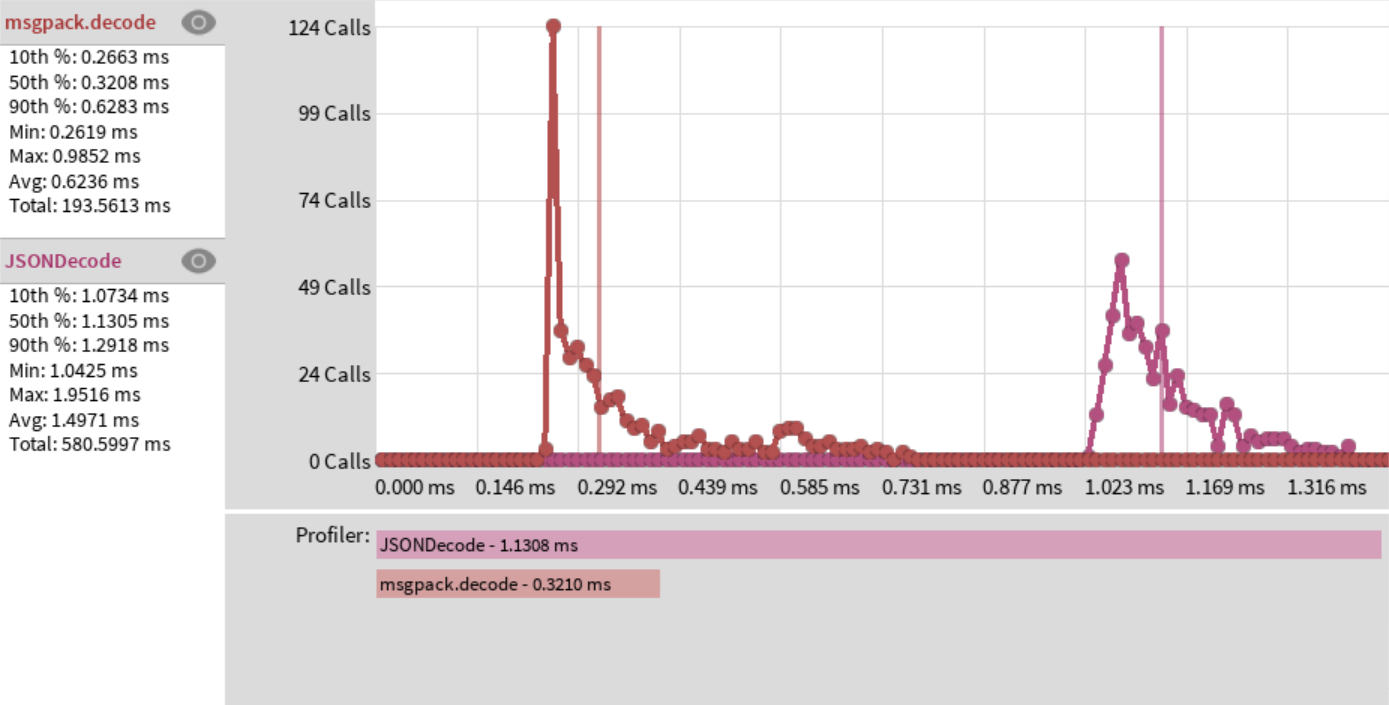 msgpack.decode
10th %: 0.2663 ms
50th %: 0.3208 ms
90th %: 0.6283 ms
Min: 0.2619 ms
Max: 0.9852 ms
Avg: 0.6236 ms
Total: 193.5613 ms
JSONDecode
10th %: 1.0734 ms
50th %: 1.1305 ms
90th %: 1.2918 ms
Min: 1.0425 ms
Max: 1.9516 ms
Avg: 1.4971 ms
Total: 580.5997 ms
124 Calls
99 Calls
74 Calls
49 Calls
24 Calls
0 Calls
0.000 ms 0.146 ms 0.292 ms 0.439 ms 0.585 ms 0.731 ms 0.877 ms 1.023 ms 1.169 ms 1.316 ms
Profiler:
JSONDecode - 1.1308 ms
msgpack.decode - 0.3210 ms